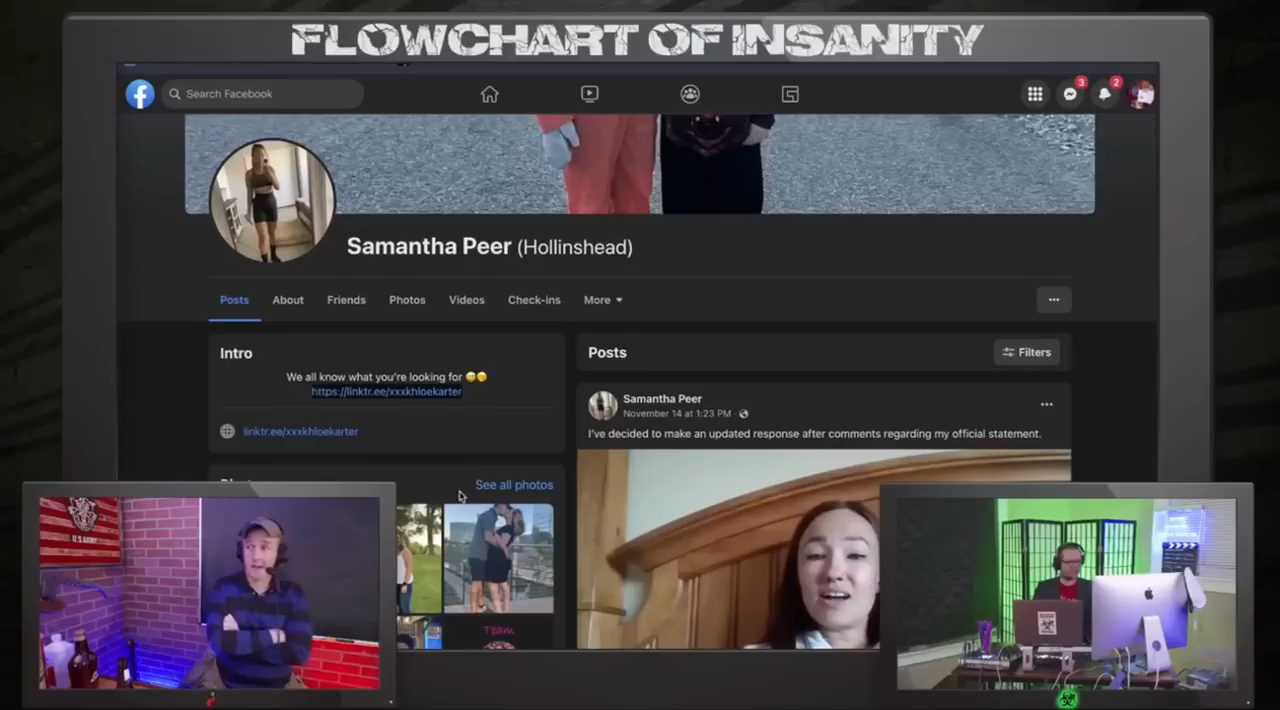 FLOWCHART OF INSANITY
Search Facebook
3
2
Samantha Peer (Hollinshead)
Posts
About
Friends
Photos
Videos
Check-ins
More
Intro
We all know what you're looking for
https://linktr.ee/xxxkhloekarter
linktr.ee/xxxkhloekarter
See all photos
Team
Posts
Filters
Samantha Peer
November 14 at 1:23 PM
I've decided to make an updated response after comments regarding my official statement.
U.S. ARMY